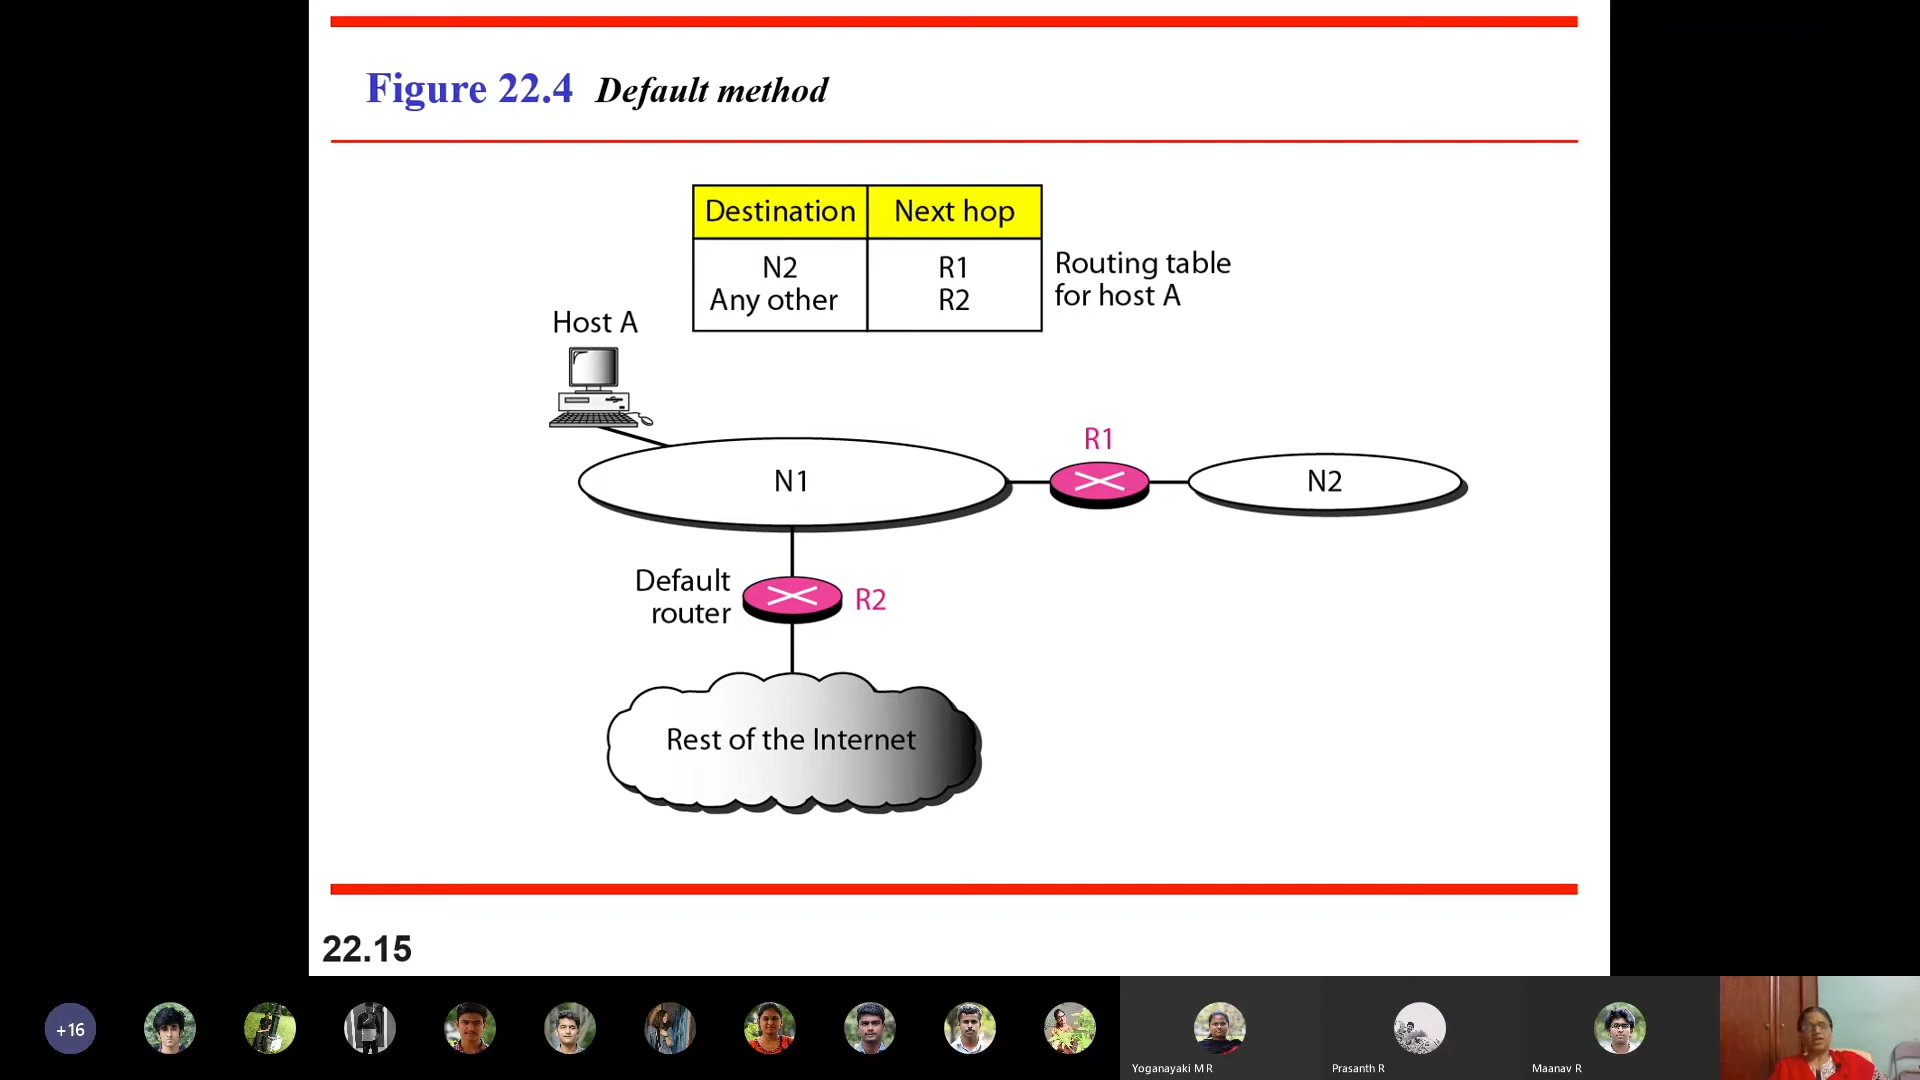 Figure 22.4 Default method
Destination Next hop
N2 R1
Any other R2
Routing table
for host A
Host A
R1
N1
N2
Default
router
R2
Rest of the Internet
22.15
+16
Yoganayaki M R
Prasanth R
Maanav R